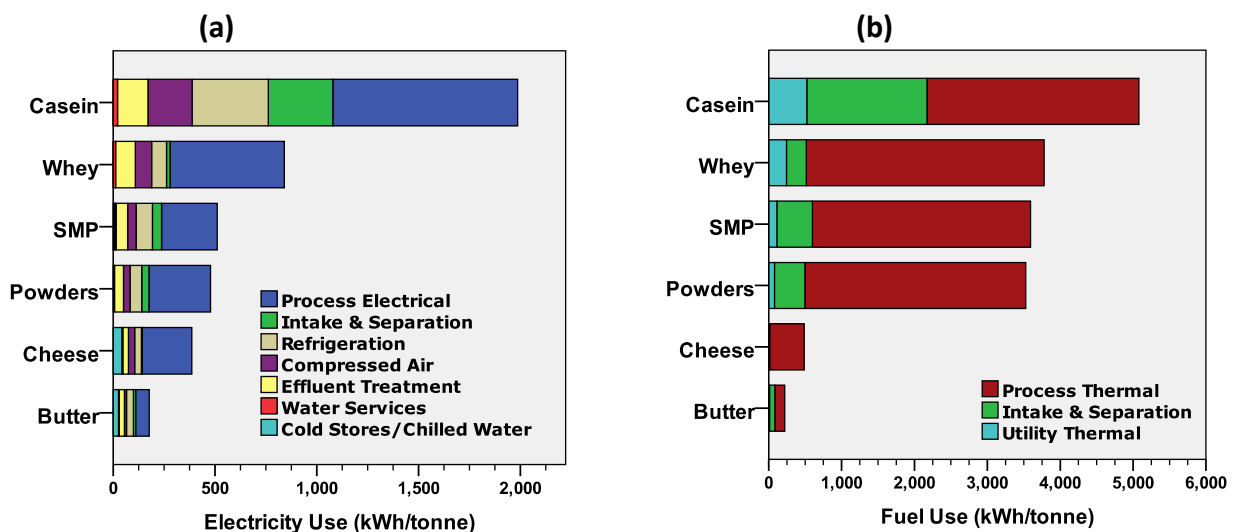 (a)
Casein
Whey
SMP
Powders
Cheese
Butter
Process Electrical
Intake & Separation
Refrigeration
Compressed Air
Effluent Treatment
Water Services
Cold Stores/Chilled Water
0 500 1,000 1,500 2,000
Electricity Use (kWh/tonne)
(b)
Casein
Whey
SMP
Powders
Cheese
Butter
Process Thermal
Intake & Separation
Utility Thermal
0 1,000 2,000 3,000 4,000 5,000 6,000
Fuel Use (kWh/tonne)